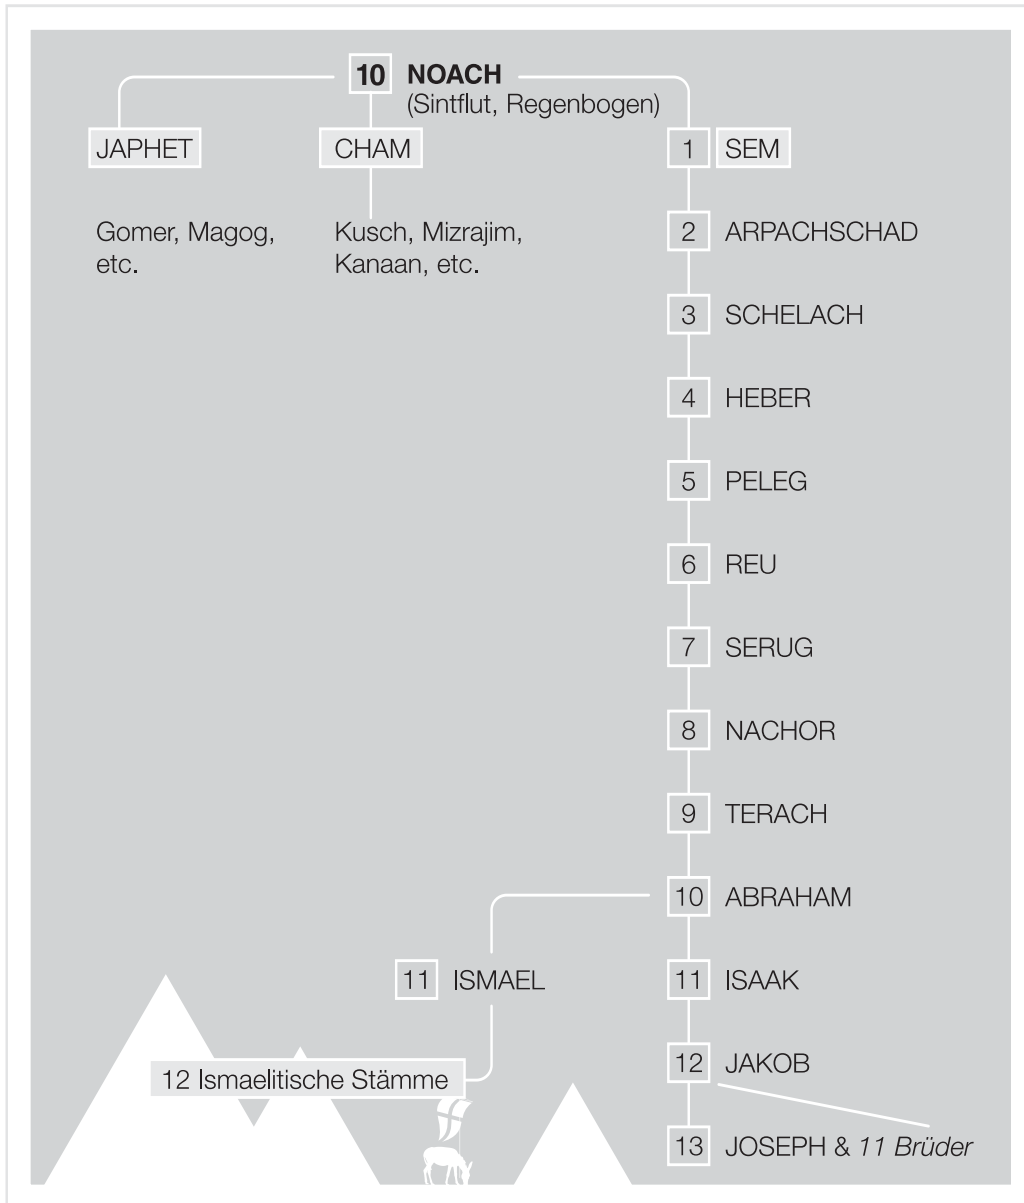 10 NOACH
(Sintflut, Regenbogen)
JAPHET
CHAM
1 SEM
Gomer, Magog,
etc.
Kusch, Mizrajim,
Kanaan, etc.
2 ARPACHSCHAD
3 SCHELACH
4 HEBER
5 PELEG
6 REU
7 SERUG
8 NACHOR
9 TERACH
10 ABRAHAM
11 ISMAEL
11 ISAAK
12 Ismaelitische Stämme
12 JAKOB
13 JOSEPH & 11 Brüder